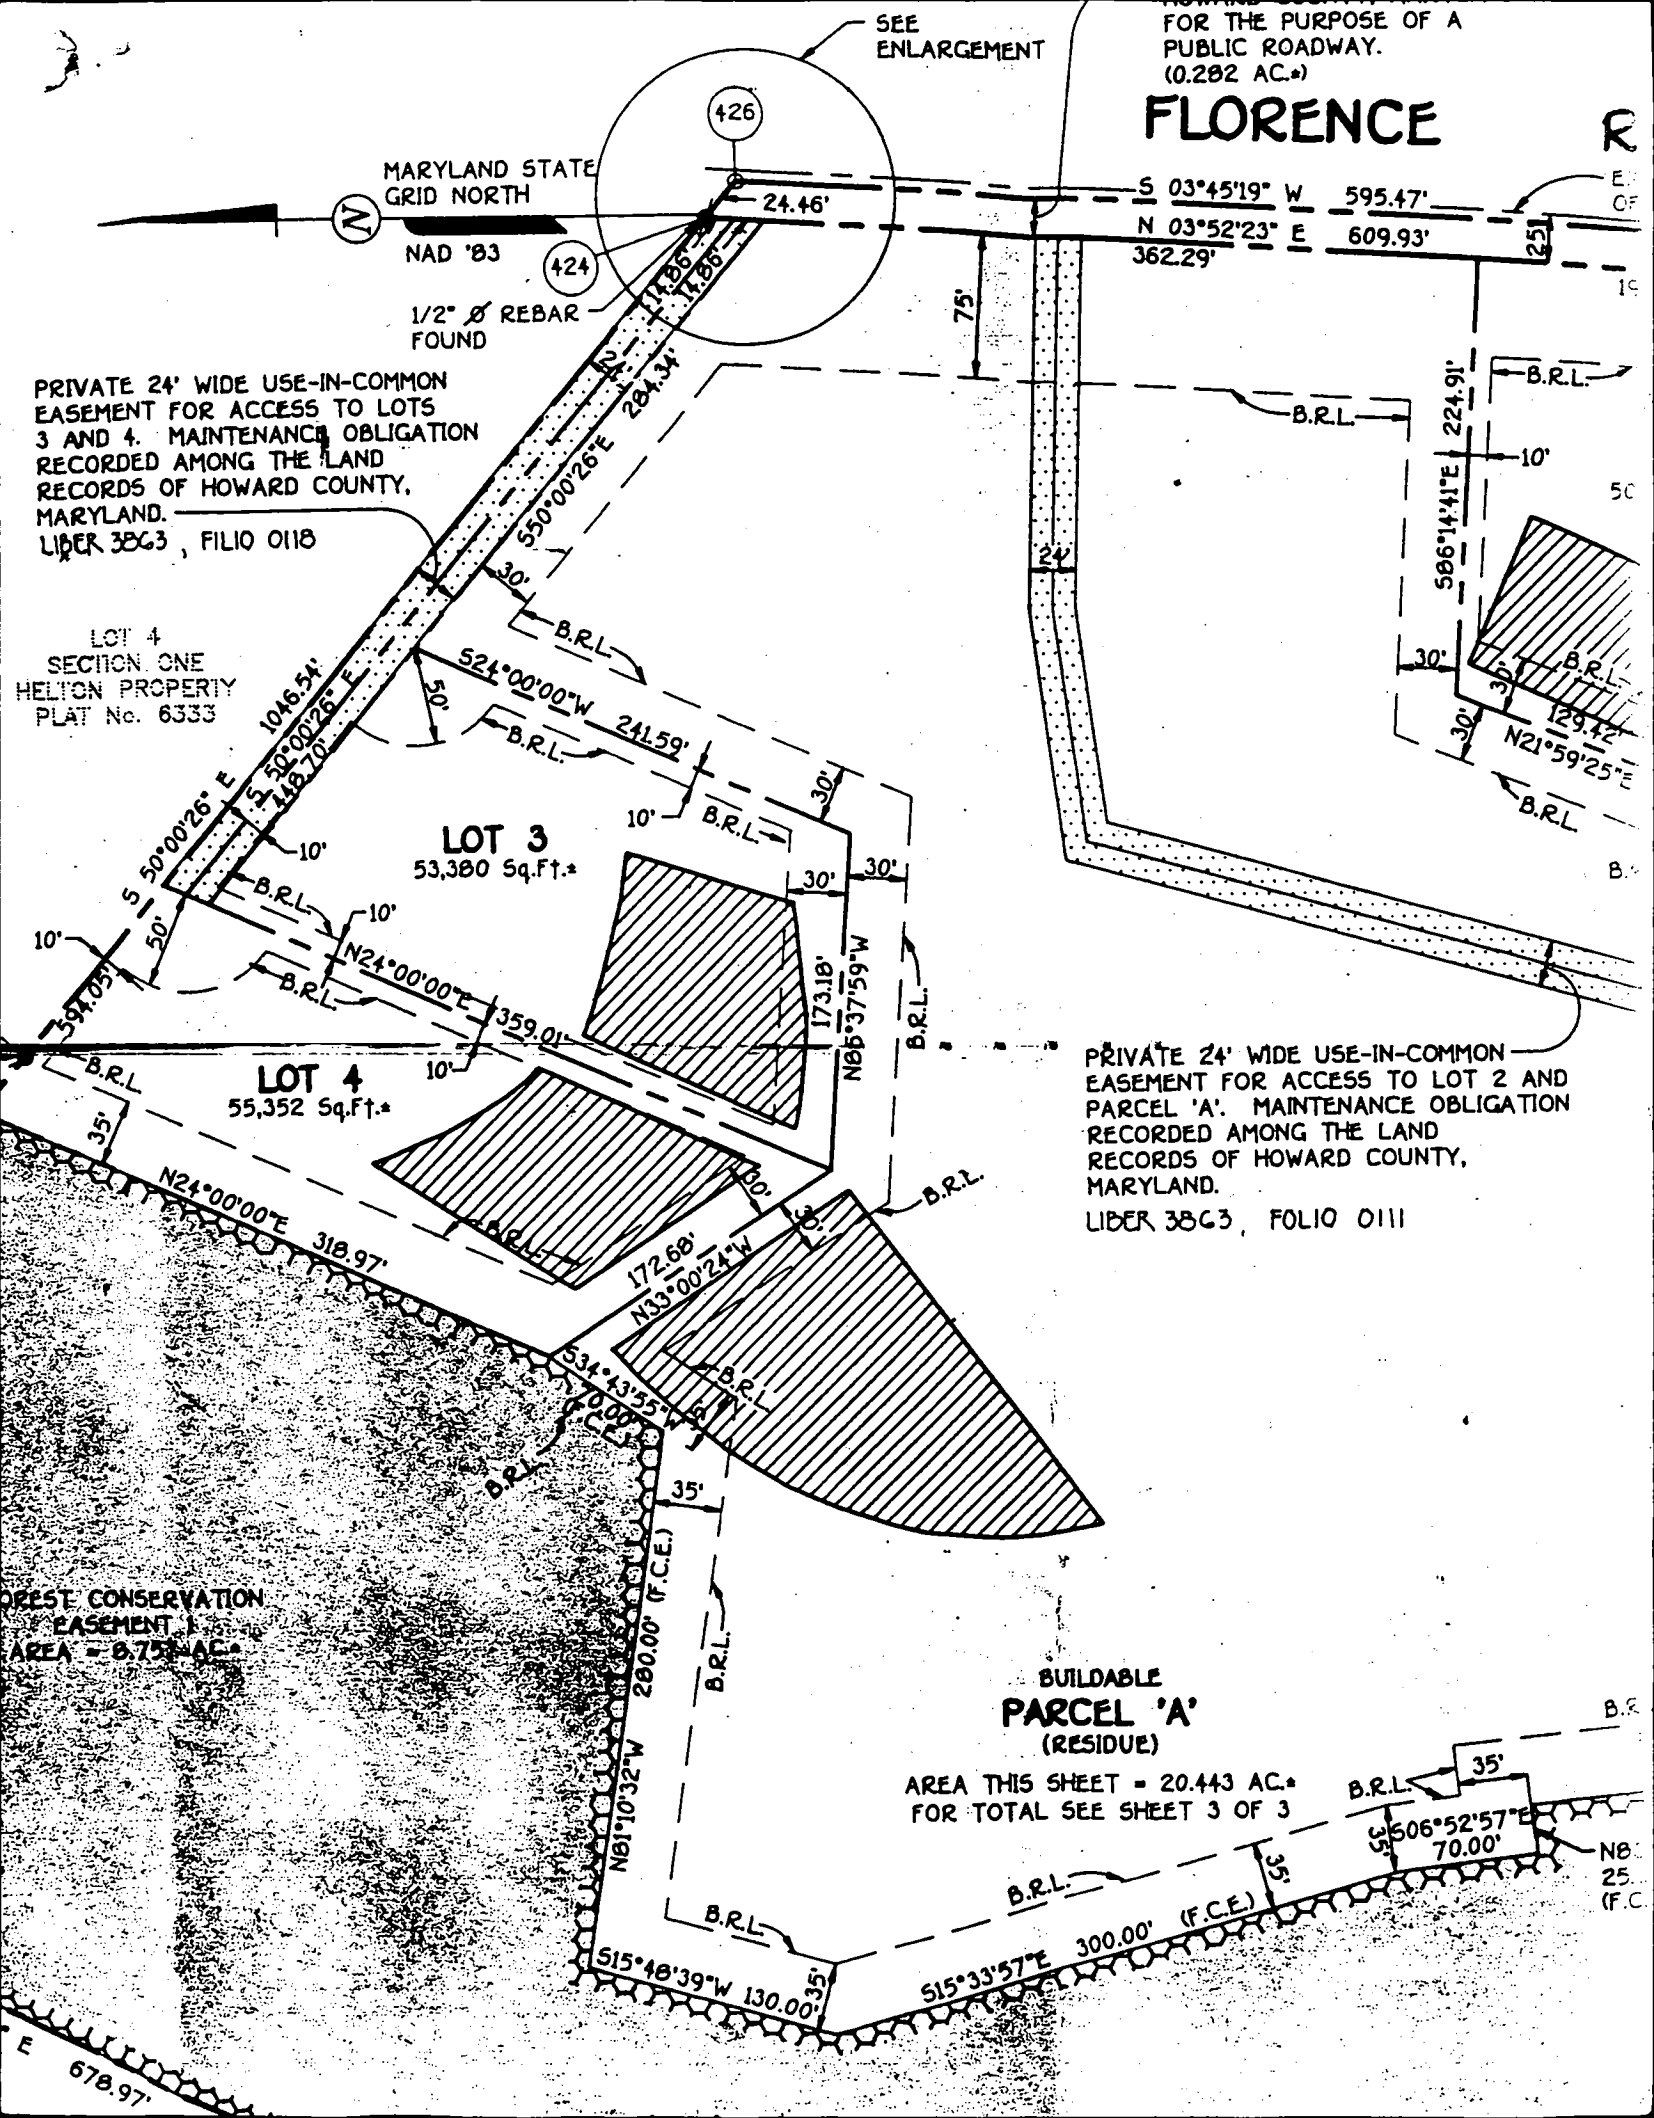 SEE
ENLARGEMENT
FOR THE PURPOSE OF A
PUBLIC ROADWAY.
(0.282 AC.±)
FLORENCE
R
426
MARYLAND STATE
GRID NORTH
N
NAD '83
424
1/2" Ø REBAR
FOUND
24.46'
S 03°45'19" W 595.47'
N 03°52'23" E 609.93'
362.29'
25'
75'
14.86'
14.86'
24'
S50°00'26"E 284.34'
PRIVATE 24' WIDE USE-IN-COMMON
EASEMENT FOR ACCESS TO LOTS
3 AND 4. MAINTENANCE OBLIGATION
RECORDED AMONG THE LAND
RECORDS OF HOWARD COUNTY,
MARYLAND.
LIBER 3863, FILIO 0118
B.R.L.
B.R.L.
S86°14'41"E 224.91'
10'
24'
30'
30'
30'
B.R.L.
129.42'
N21°59'25"E
B.R.L.
LOT 4
SECTION ONE
HELTON PROPERTY
PLAT No. 6333
30'
B.R.L.
S24°00'00"W 241.59'
50'
B.R.L.
10'
B.R.L.
30'
30'
30'
1046.54'
S 50°00'26" E
S 50°00'26" E
448.70'
LOT 3
53,380 Sq.Ft.±
10'
B.R.L.
10'
50'
10'
594.05'
N24°00'00"E 359.01'
B.R.L.
10'
173.18'
N85°37'59"W
B.R.L.
B.R.L.
LOT 4
55,352 Sq.Ft.±
35'
N24°00'00"E 318.97'
B.R.L.
30'
30'
B.R.L.
172.68'
N33°00'24"W
PRIVATE 24' WIDE USE-IN-COMMON
EASEMENT FOR ACCESS TO LOT 2 AND
PARCEL 'A'. MAINTENANCE OBLIGATION
RECORDED AMONG THE LAND
RECORDS OF HOWARD COUNTY,
MARYLAND.
LIBER 3863, FOLIO 0111
S34°43'55"W
70.00'
(F.C.E.)
B.R.L.
B.R.L.
35'
N81°10'32"W 280.00' (F.C.E.)
B.R.L.
EASEMENT 1
BUILDABLE
PARCEL 'A'
(RESIDUE)
AREA THIS SHEET = 20.443 AC.±
FOR TOTAL SEE SHEET 3 OF 3
B.R.L.
35'
35'
S06°52'57"E
70.00'
B.R.L.
35'
B.R.L.
S15°48'39"W 130.00'
35'
S15°33'57"E 300.00' (F.C.E.)
E 678.97'